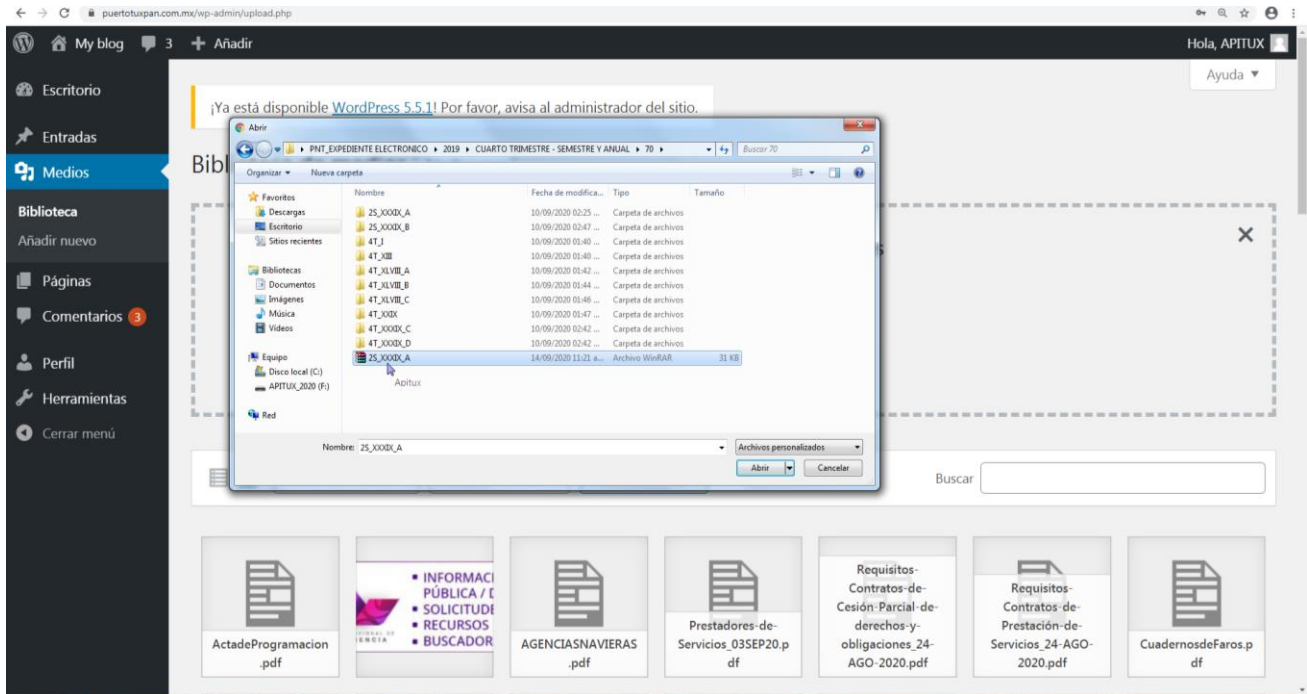 puertotuxpan.com.mx/wp-admin/upload.php
My blog 3 Añadir
Hola, APITUX
Ayuda
Escritorio
Entradas
Medios
Biblioteca
Añadir nuevo
Páginas
Comentarios 3
Perfil
Herramientas
Cerrar menú
¡Ya está disponible WordPress 5.5.1! Por favor, avisa al administrador del sitio.
Bibl
Abrir
PNT_EXPEDIENTE ELECTRONICO 2019 CUARTO TRIMESTRE - SEMESTRE Y ANUAL 70
Buscar 70
Organizar Nueva carpeta
Favoritos
Descargas
Escritorio
Sitios recientes
Bibliotecas
Documentos
Imágenes
Música
Vídeos
Equipo
Disco local (C:)
APITUX_2020 (F:)
Red
Nombre Fecha de modifica... Tipo Tamaño
2S_XXXIX_A 10/09/2020 02:25 ... Carpeta de archivos
2S_XXXIX_B 10/09/2020 02:47 ... Carpeta de archivos
4T_I 10/09/2020 01:40 ... Carpeta de archivos
4T_XIII 10/09/2020 01:40 ... Carpeta de archivos
4T_XLVIII_A 10/09/2020 01:42 ... Carpeta de archivos
4T_XLVIII_B 10/09/2020 01:44 ... Carpeta de archivos
4T_XLVIII_C 10/09/2020 01:46 ... Carpeta de archivos
4T_XXIX 10/09/2020 01:47 ... Carpeta de archivos
4T_XXXIX_C 10/09/2020 02:42 ... Carpeta de archivos
4T_XXXIX_D 10/09/2020 02:42 ... Carpeta de archivos
2S_XXXIX_A 14/09/2020 11:21 a... Archivo WinRAR 31 KB
Apitux
Nombre: 2S_XXXIX_A
Archivos personalizados
Abrir Cancelar
Buscar
ActadeProgramacion
.pdf
INFORMACI
PÚBLICA / D
SOLICITUDE
RECURSOS
BUSCADOR
AGENCIASNAVIERAS
.pdf
Prestadores-de-
Servicios_03SEP20.p
df
Requisitos-
Contratos-de-
Cesión-Parcial-de-
derechos-y-
obligaciones_24-
AGO-2020.pdf
Requisitos-
Contratos-de-
Prestación-de-
Servicios_24-AGO-
2020.pdf
CuadernosdeFaros.p
df